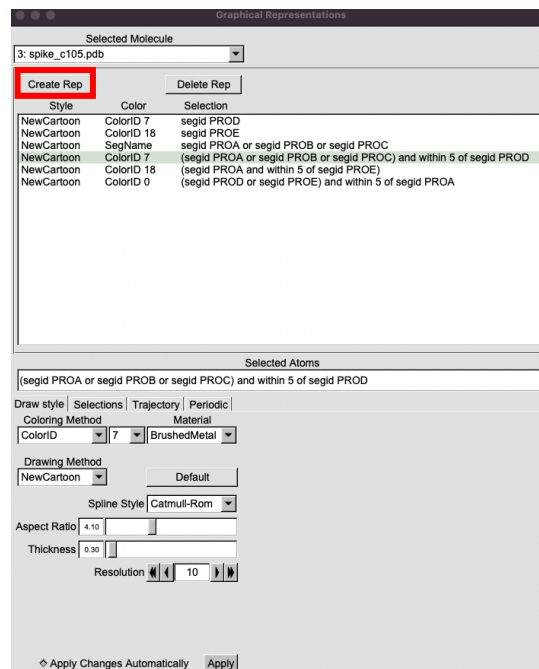 Graphical Representations
Selected Molecule
3: spike_c105.pdb
Create Rep Delete Rep
Style Color Selection
NewCartoon ColorID 7 segid PROD
NewCartoon ColorID 18 segid PROE
NewCartoon SegName segid PROA or segid PROB or segid PROC
NewCartoon ColorID 7 (segid PROA or segid PROB or segid PROC) and within 5 of segid PROD
NewCartoon ColorID 18 (segid PROA and within 5 of segid PROE)
NewCartoon ColorID 0 (segid PROD or segid PROE) and within 5 of segid PROA
Selected Atoms
(segid PROA or segid PROB or segid PROC) and within 5 of segid PROD
Draw style Selections Trajectory Periodic
Coloring Method Material
ColorID 7 BrushedMetal
Drawing Method
NewCartoon Default
Spline Style Catmull-Rom
Aspect Ratio 4.10
Thickness 0.30
Resolution 10
Apply Changes Automatically Apply